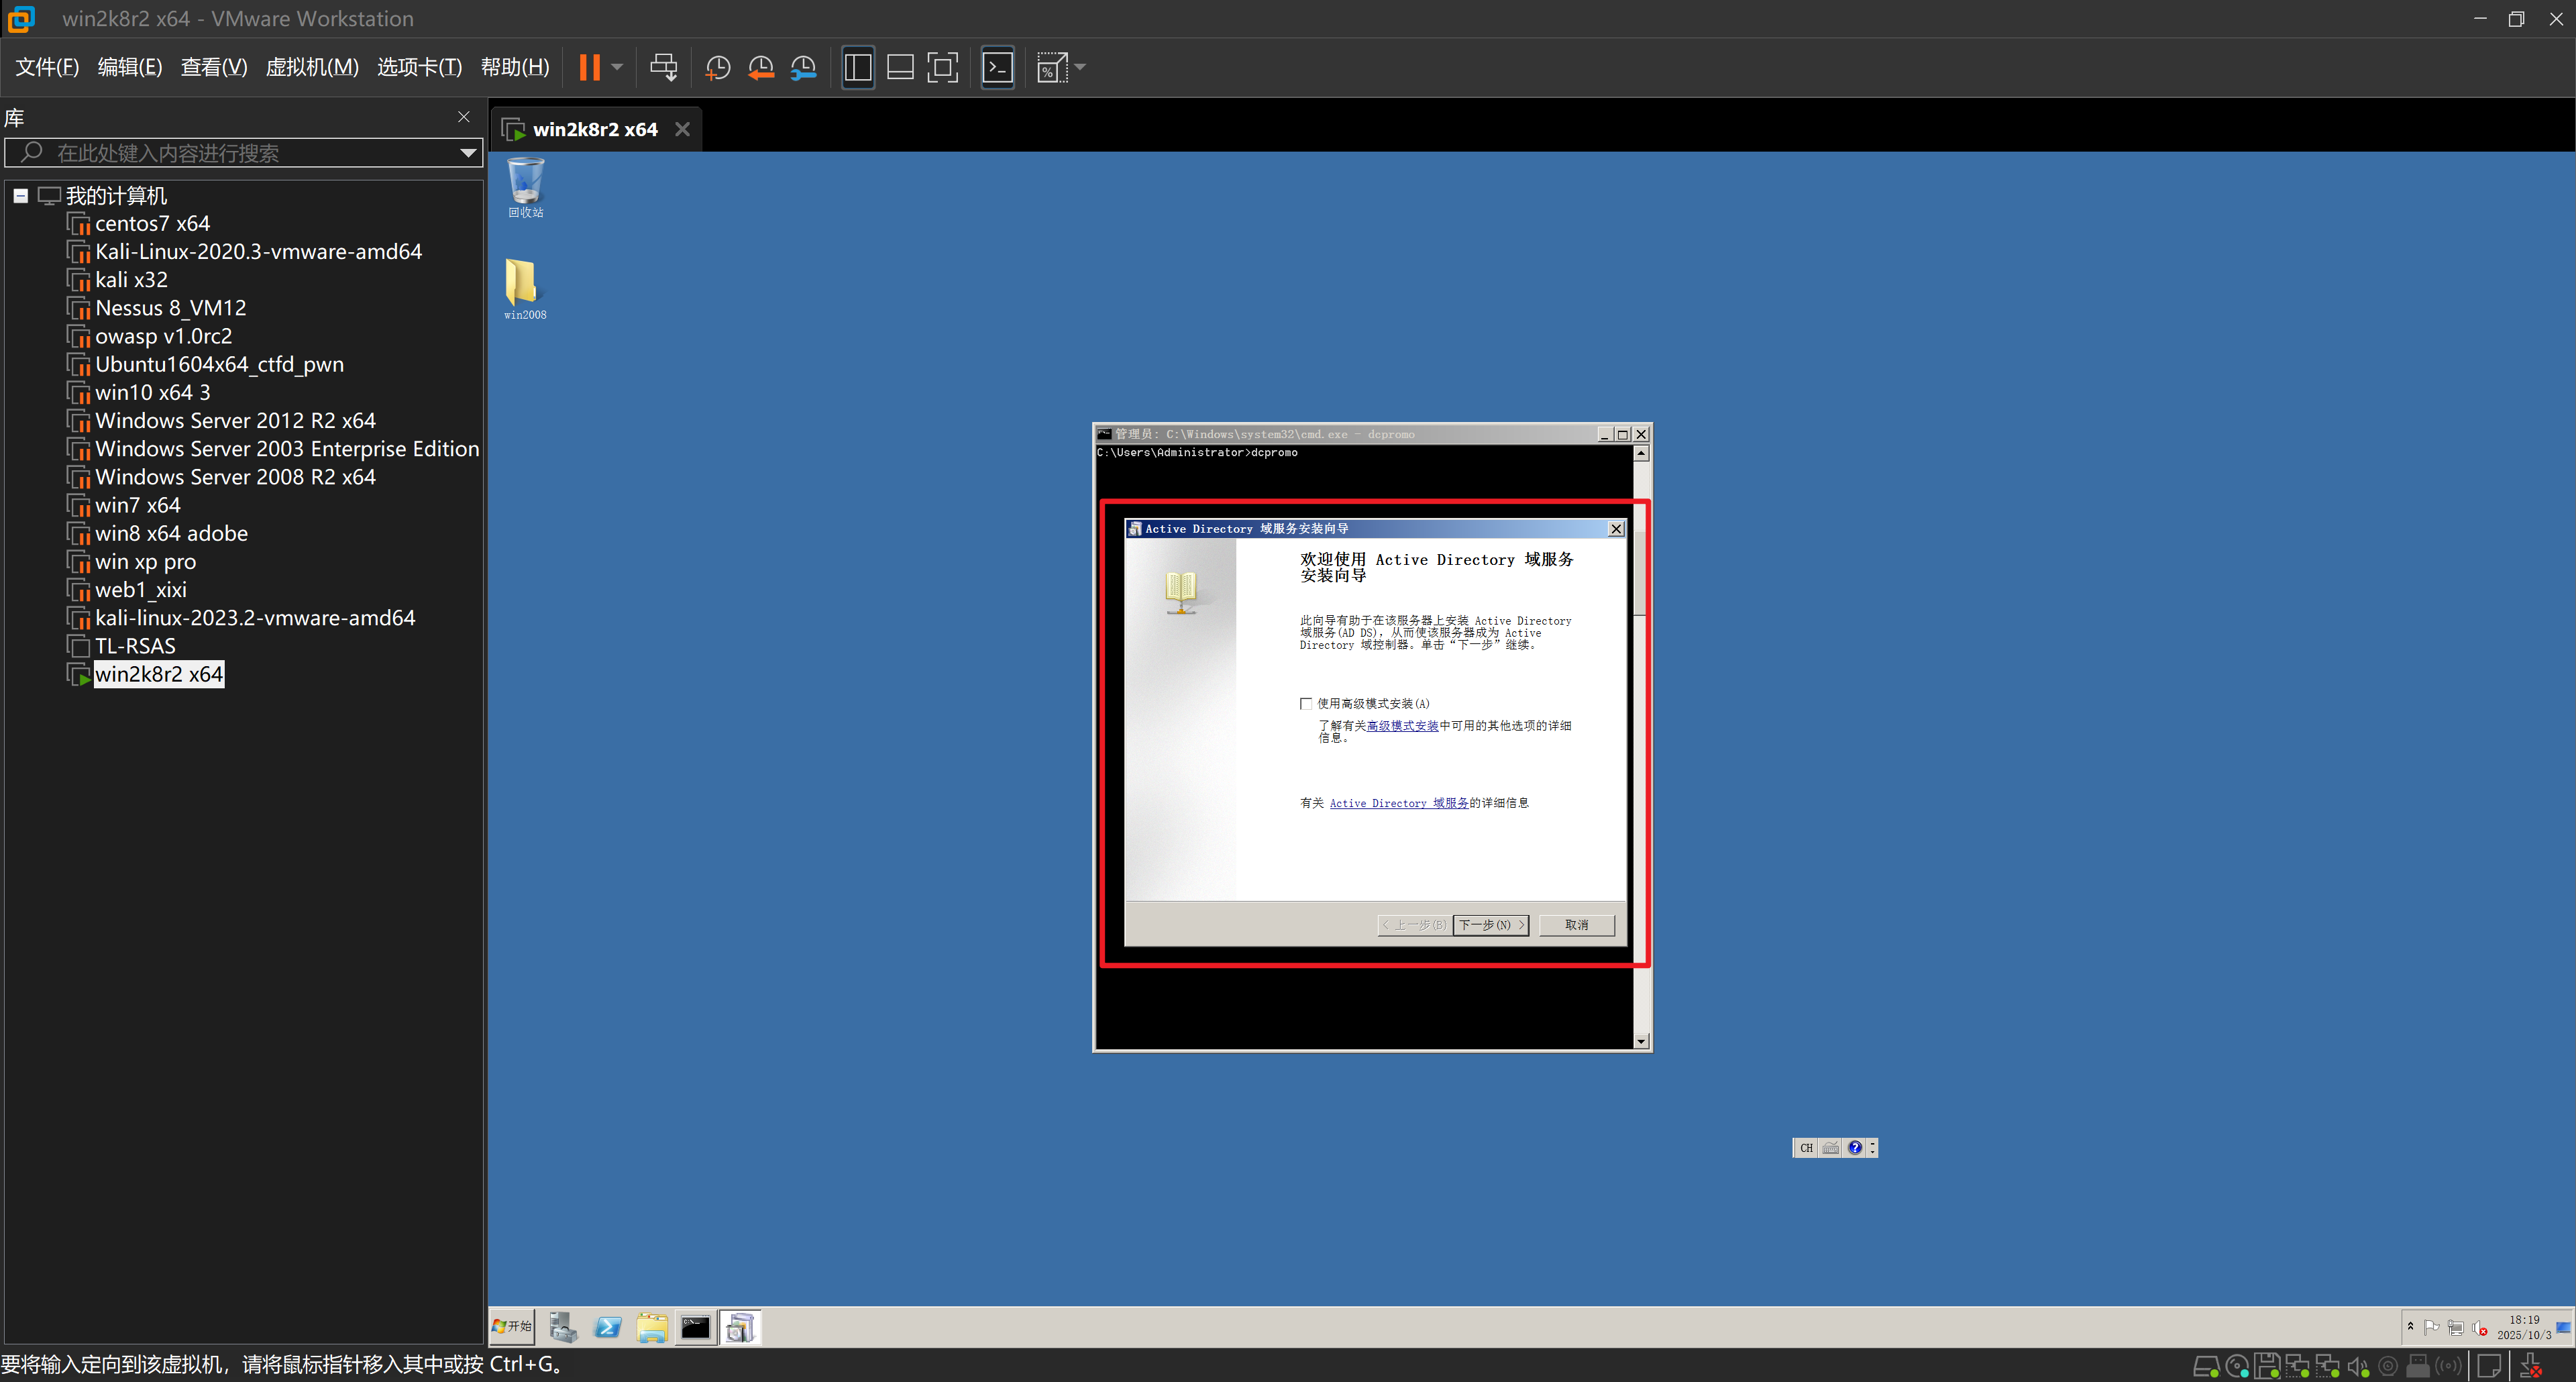 win2k8r2 x64 - VMware Workstation
文件(F) 编辑(E) 查看(V) 虚拟机(M) 选项卡(T) 帮助(H)
库
在此处键入内容进行搜索
我的计算机
centos7 x64
Kali-Linux-2020.3-vmware-amd64
kali x32
Nessus 8_VM12
owasp v1.0rc2
Ubuntu1604x64_ctfd_pwn
win10 x64 3
Windows Server 2012 R2 x64
Windows Server 2003 Enterprise Edition
Windows Server 2008 R2 x64
win7 x64
win8 x64 adobe
win xp pro
web1_xixi
kali-linux-2023.2-vmware-amd64
TL-RSAS
win2k8r2 x64
win2k8r2 x64
回收站
win2008
管理员: C:\Windows\system32\cmd.exe - dcpromo
C:\Users\Administrator>dcpromo
Active Directory 域服务安装向导
欢迎使用 Active Directory 域服务
安装向导
此向导有助于在该服务器上安装 Active Directory
域服务(AD DS)，从而使该服务器成为 Active
Directory 域控制器。单击“下一步”继续。
使用高级模式安装(A)
了解有关高级模式安装中可用的其他选项的详细
信息。
有关 Active Directory 域服务的详细信息
< 上一步(B) 下一步(N) > 取消
CH
开始
18:19
2025/10/3
要将输入定向到该虚拟机，请将鼠标指针移入其中或按 Ctrl+G。